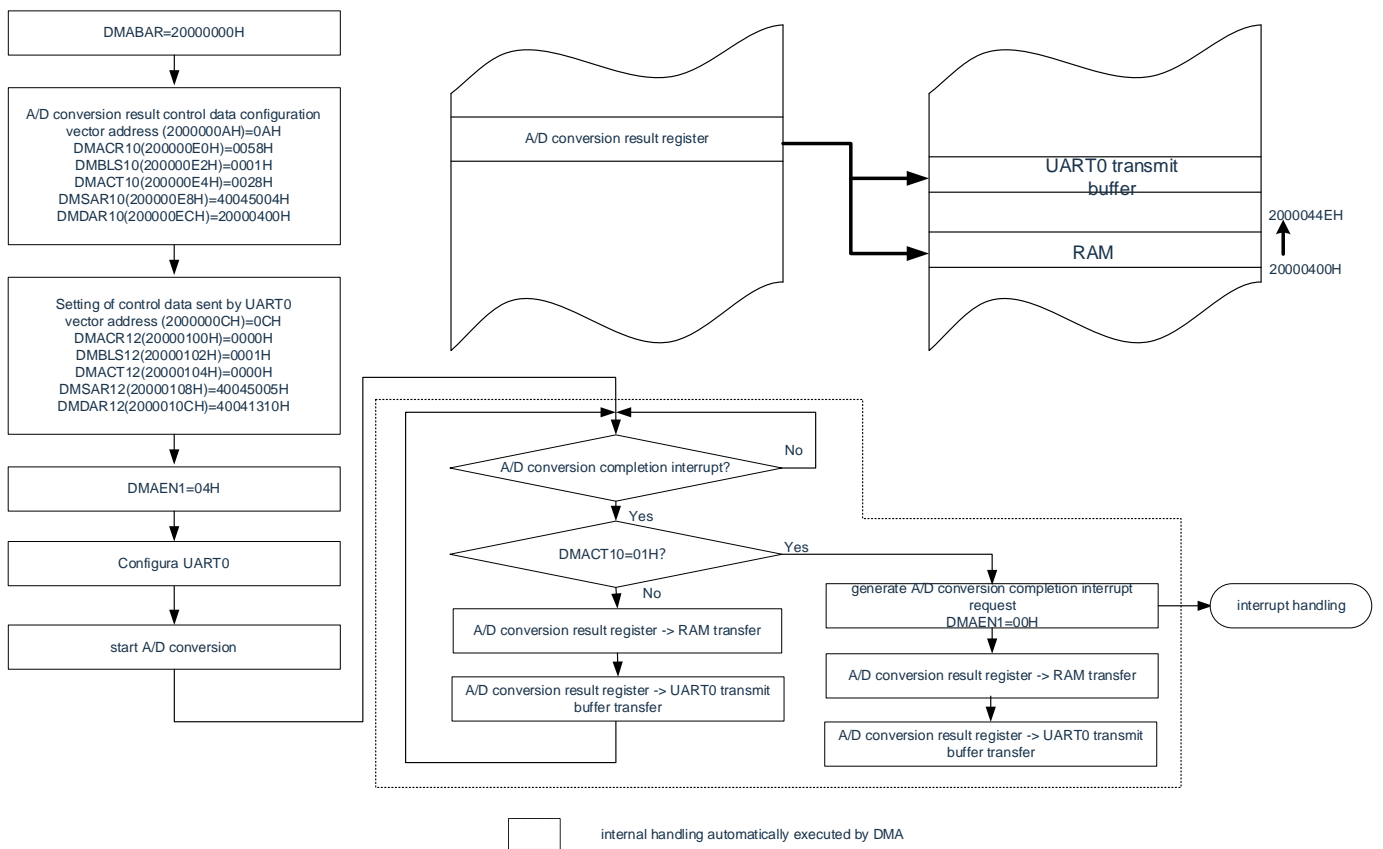 DMABAR=20000000H
A/D conversion result control data configuration
vector address (2000000AH)=0AH
DMACR10(200000E0H)=0058H
DMBLS10(200000E2H)=0001H
DMACT10(200000E4H)=0028H
DMSAR10(200000E8H)=40045004H
DMDAR10(200000ECH)=20000400H
Setting of control data sent by UART0
vector address (2000000CH)=0CH
DMACR12(20000100H)=0000H
DMBLS12(20000102H)=0001H
DMACT12(20000104H)=0000H
DMSAR12(20000108H)=40045005H
DMDAR12(2000010CH)=40041310H
DMAEN1=04H
Configura UART0
start A/D conversion
A/D conversion result register
UART0 transmit
buffer
2000044EH
RAM
20000400H
A/D conversion completion interrupt?
No
Yes
DMACT10=01H?
Yes
No
A/D conversion result register -> RAM transfer
A/D conversion result register -> UART0 transmit
buffer transfer
generate A/D conversion completion interrupt
request
DMAEN1=00H
interrupt handling
A/D conversion result register -> RAM transfer
A/D conversion result register -> UART0 transmit
buffer transfer
internal handling automatically executed by DMA